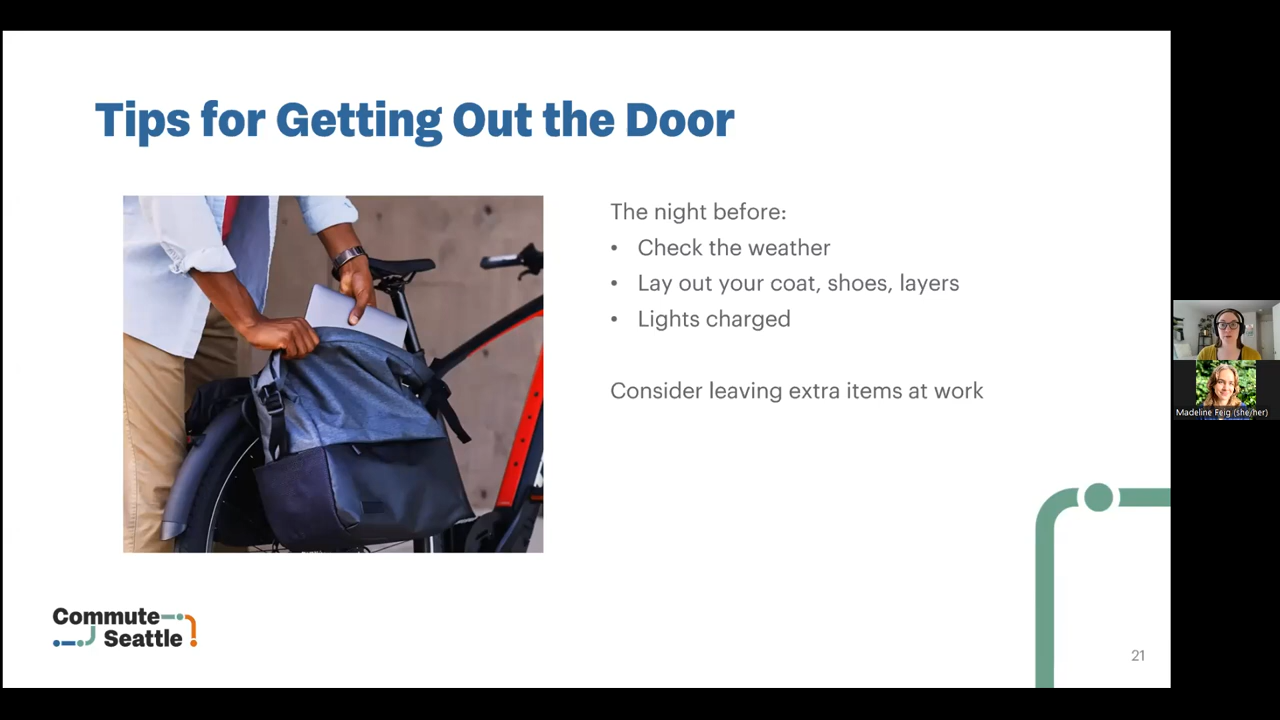 Tips for Getting Out the Door
The night before:
• Check the weather
• Lay out your coat, shoes, layers
• Lights charged
Consider leaving extra items at work
Commute
Seattle
21
Madeline Feig (she/her)